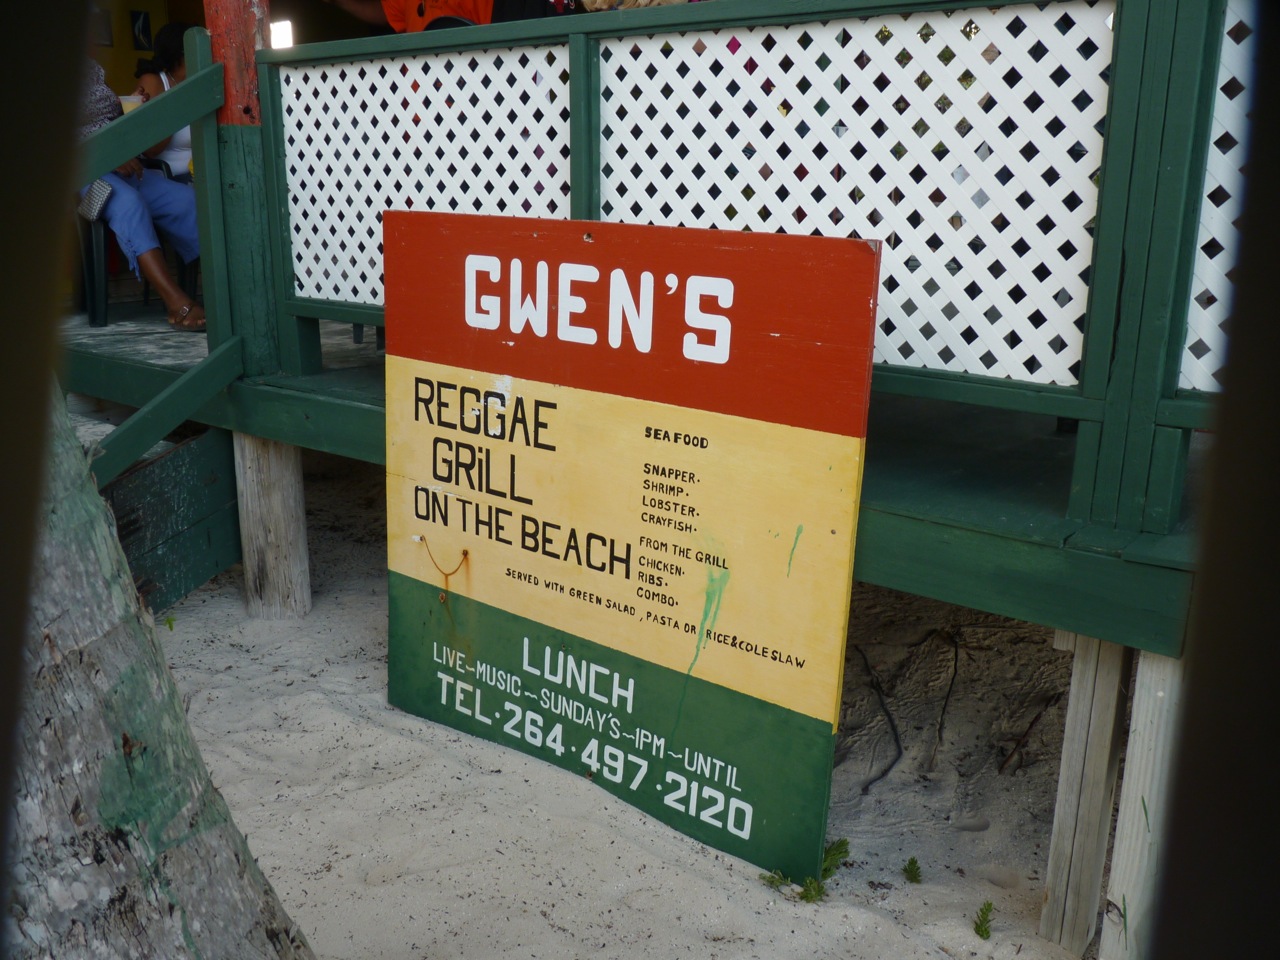 GWEN'S
REGGAE
GRiLL
ON THE BEACH
SEAFOOD
SNAPPER.
SHRIMP.
LOBSTER.
CRAYFISH.
FROM THE GRILL
CHICKEN.
RIBS.
COMBO.
SERVED WITH GREEN SALAD, PASTA OR RICE&COLESLAW
LUNCH
LIVE~MUSIC~SUNDAY'S~1PM~UNTIL
TEL.264.497.2120